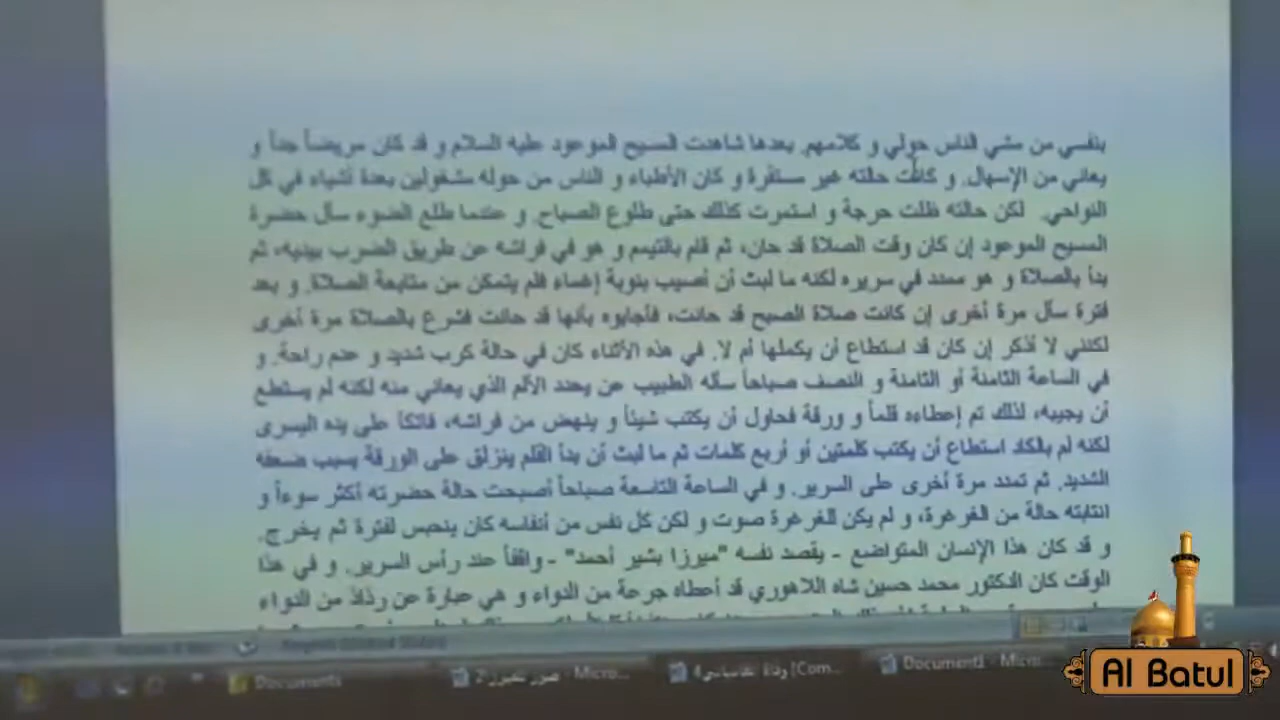 بنفسي من مشي الناس حولي و كلامهم. بعدها شاهدت المسيح الموعود عليه السلام و قد كان مريضاً جداً و
يعاني من الإسهال. و كانت حالته غير مستقرة و كان الأطباء و الناس من حوله مشغولين بعدة أشياء في كل
النواحي. لكن حالته ظلت حرجة و استمرت كذلك حتى طلوع الصباح. و عندما طلع الضوء سأل حضرة
المسيح الموعود إن كان وقت الصلاة قد حان، ثم قام بالتيمم و هو في فراشه عن طريق الضرب بيديه، ثم
بدأ بالصلاة و هو ممدد في سريره لكنه ما لبث أن أصيب بنوبة إغماء فلم يتمكن من متابعة الصلاة. و بعد
فترة سأل مرة أخرى إن كانت صلاة الصبح قد حانت، فأجابوه بأنها قد حانت فشرع بالصلاة مرة أخرى
لكنني لا أذكر إن كان قد استطاع أن يكملها أم لا. في هذه الأثناء كان في حالة كرب شديد و عدم راحة. و
في الساعة الثامنة أو الثامنة و النصف صباحاً سأله الطبيب عن يحدد الألم الذي يعاني منه لكنه لم يستطع
أن يجيبه، لذلك تم إعطاءه قلماً و ورقة فحاول أن يكتب شيئاً و ينهض من فراشه، فاتكأ على يده اليسرى
لكنه لم بالكاد استطاع أن يكتب كلمتين أو أربع كلمات ثم ما لبث أن بدأ القلم ينزلق على الورقة بسبب ضعفه
الشديد. ثم تمدد مرة أخرى على السرير. و في الساعة التاسعة صباحاً أصبحت حالة حضرته أكثر سوءاً و
انتابته حالة من الغرغرة، و لم يكن للغرغرة صوت و لكن كل نفس من أنفاسه كان ينحبس لفترة ثم يخرج.
و قد كان هذا الإنسان المتواضع - يقصد نفسه "ميرزا بشير أحمد" - واقفاً عند رأس السرير. و في هذا
الوقت كان الدكتور محمد حسين شاه اللاهوري قد أعطاه جرعة من الدواء و هي عبارة عن رذاذ من الدواء
Documents
Micro...
[Com...
Document1 - Micro...
Al Batul